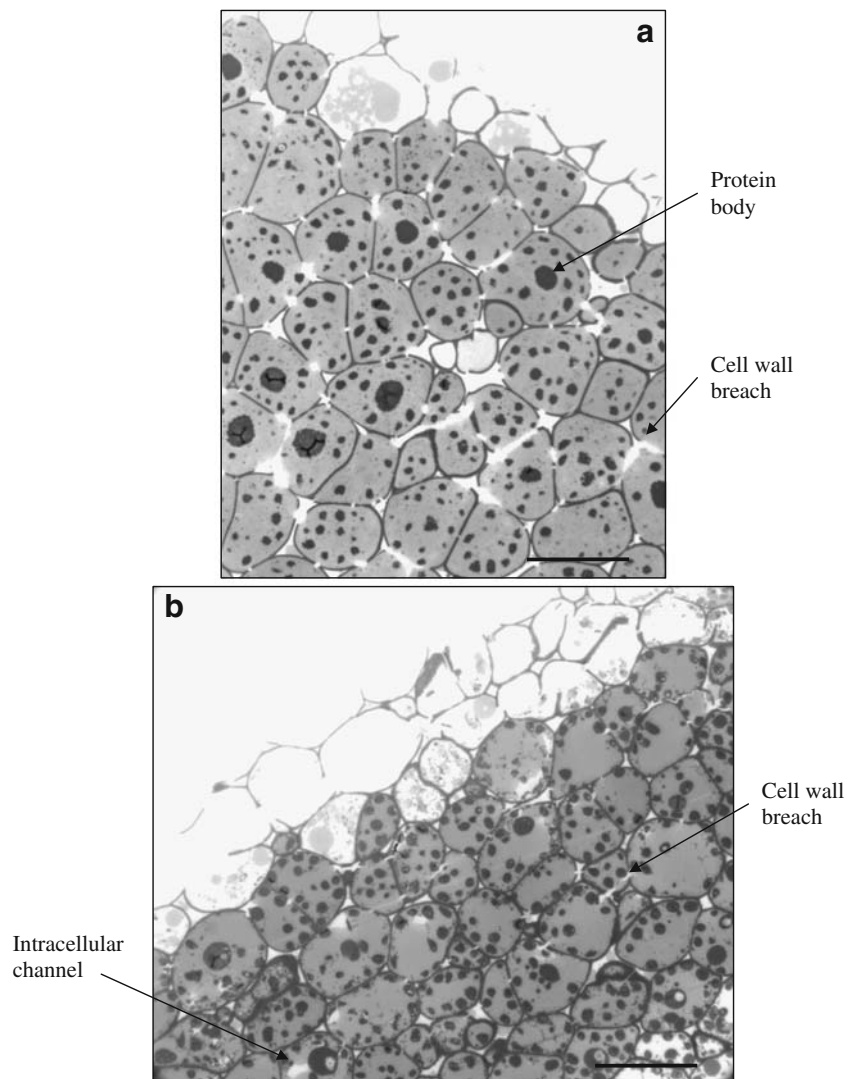 a
Protein
body
Cell wall
breach
b
Cell wall
breach
Intracellular
channel